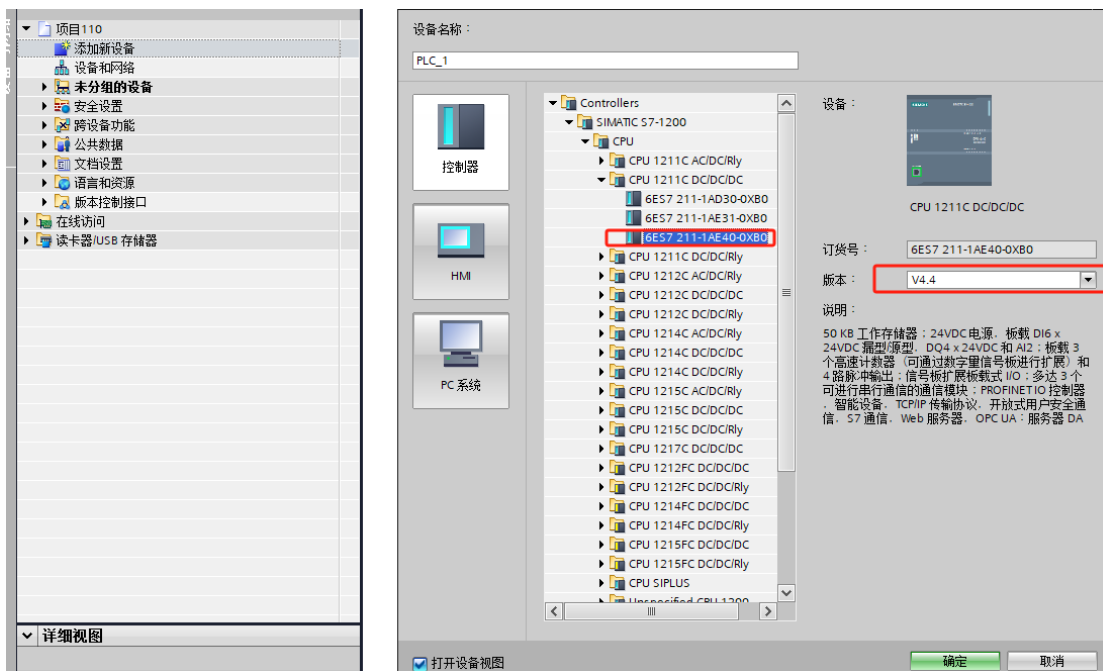 项目110
添加新设备
设备和网络
未分组的设备
安全设置
跨设备功能
公共数据
文档设置
语言和资源
版本控制接口
在线访问
读卡器/USB 存储器
详细视图
设备名称：
PLC_1
控制器
HMI
PC 系统
Controllers
SIMATIC S7-1200
CPU
CPU 1211C AC/DC/Rly
CPU 1211C DC/DC/DC
6ES7 211-1AD30-0XB0
6ES7 211-1AE31-0XB0
6ES7 211-1AE40-0XB0
CPU 1211C DC/DC/Rly
CPU 1212C AC/DC/Rly
CPU 1212C DC/DC/DC
CPU 1212C DC/DC/Rly
CPU 1214C AC/DC/Rly
CPU 1214C DC/DC/DC
CPU 1214C DC/DC/Rly
CPU 1215C AC/DC/Rly
CPU 1215C DC/DC/DC
CPU 1215C DC/DC/Rly
CPU 1217C DC/DC/DC
CPU 1212FC DC/DC/DC
CPU 1212FC DC/DC/Rly
CPU 1214FC DC/DC/DC
CPU 1214FC DC/DC/Rly
CPU 1215FC DC/DC/DC
CPU 1215FC DC/DC/Rly
CPU SIPLUS
Unspecified CPU 1200
设备：
CPU 1211C DC/DC/DC
订货号：
6ES7 211-1AE40-0XB0
版本：
V4.4
说明：
50 KB 工作存储器；24VDC 电源，板载 DI6 x
24VDC 漏型/源型，DQ4 x 24VDC 和 AI2；板载 3
个高速计数器（可通过数字量信号板进行扩展）和
4 路脉冲输出；信号板扩展板载式 I/O；多达 3 个
可进行串行通信的通信模块；PROFINET IO 控制器
，智能设备，TCP/IP 传输协议，开放式用户安全通
信，S7 通信，Web 服务器，OPC UA：服务器 DA
打开设备视图
确定
取消